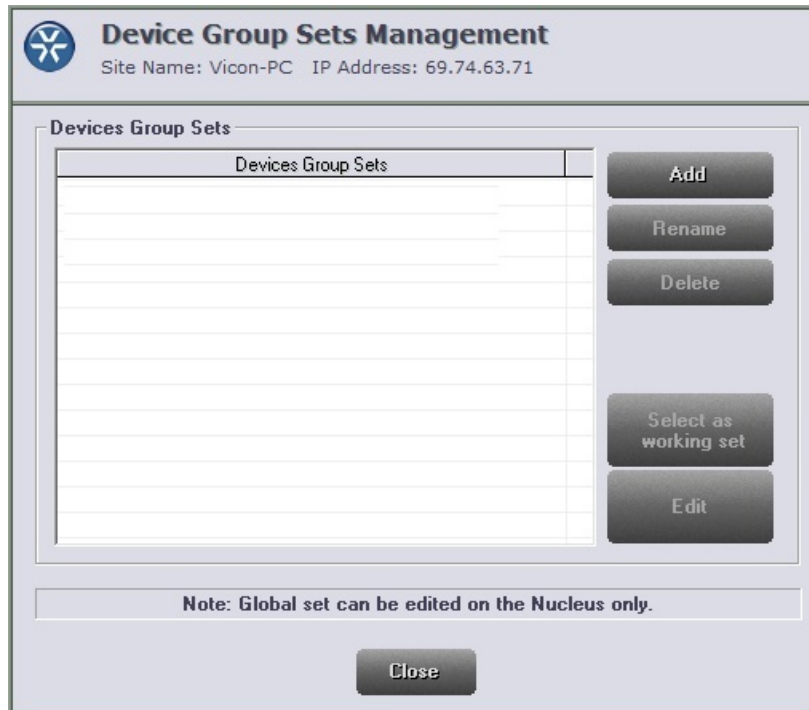 Device Group Sets Management
Site Name: Vicon-PC IP Address: 69.74.63.71
Devices Group Sets
Devices Group Sets
Add
Rename
Delete
Select as
working set
Edit
Note: Global set can be edited on the Nucleus only.
Close